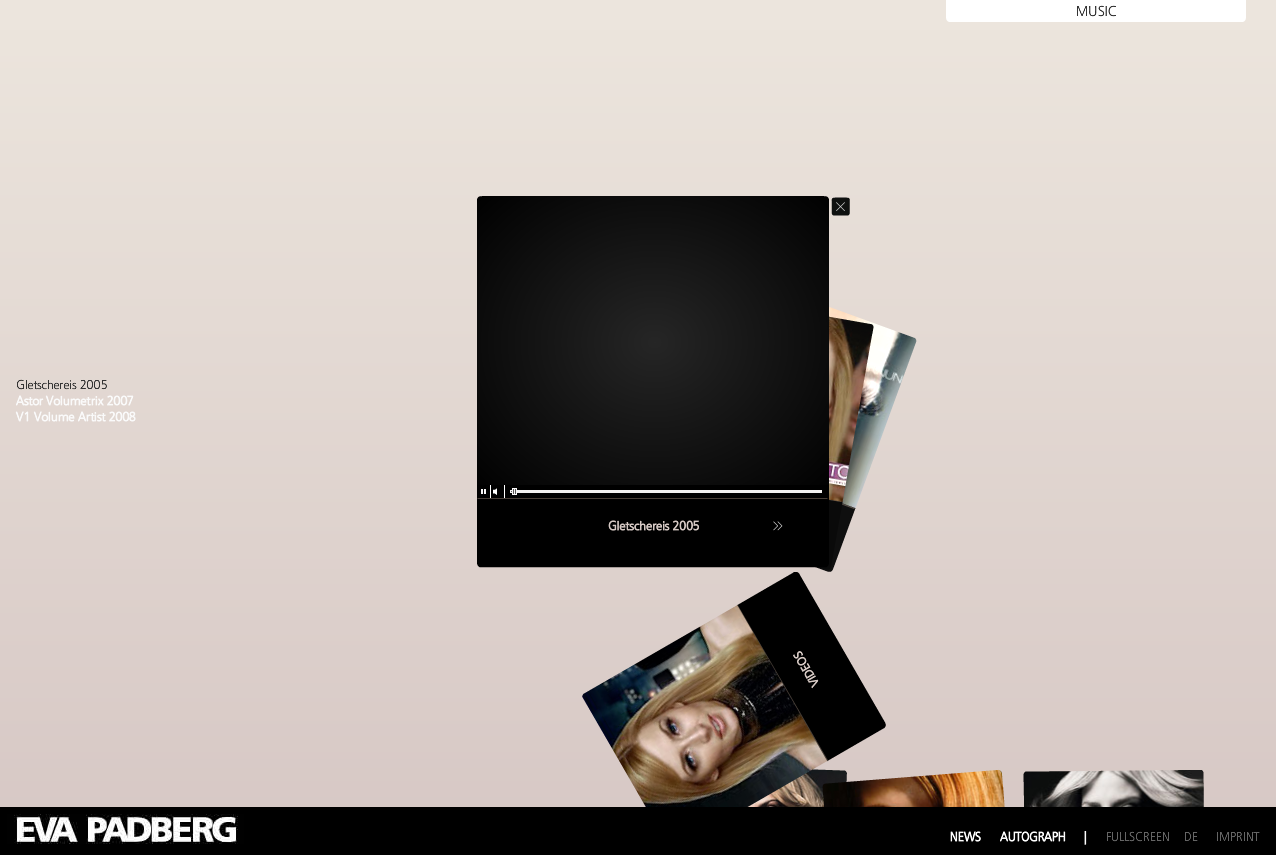 MUSIC
Gletschereis 2005
Astor Volumetrix 2007
V1 Volume Artist 2008
Gletschereis 2005
VIDEOS
EVA PADBERG
NEWS AUTOGRAPH | FULLSCREEN DE IMPRINT